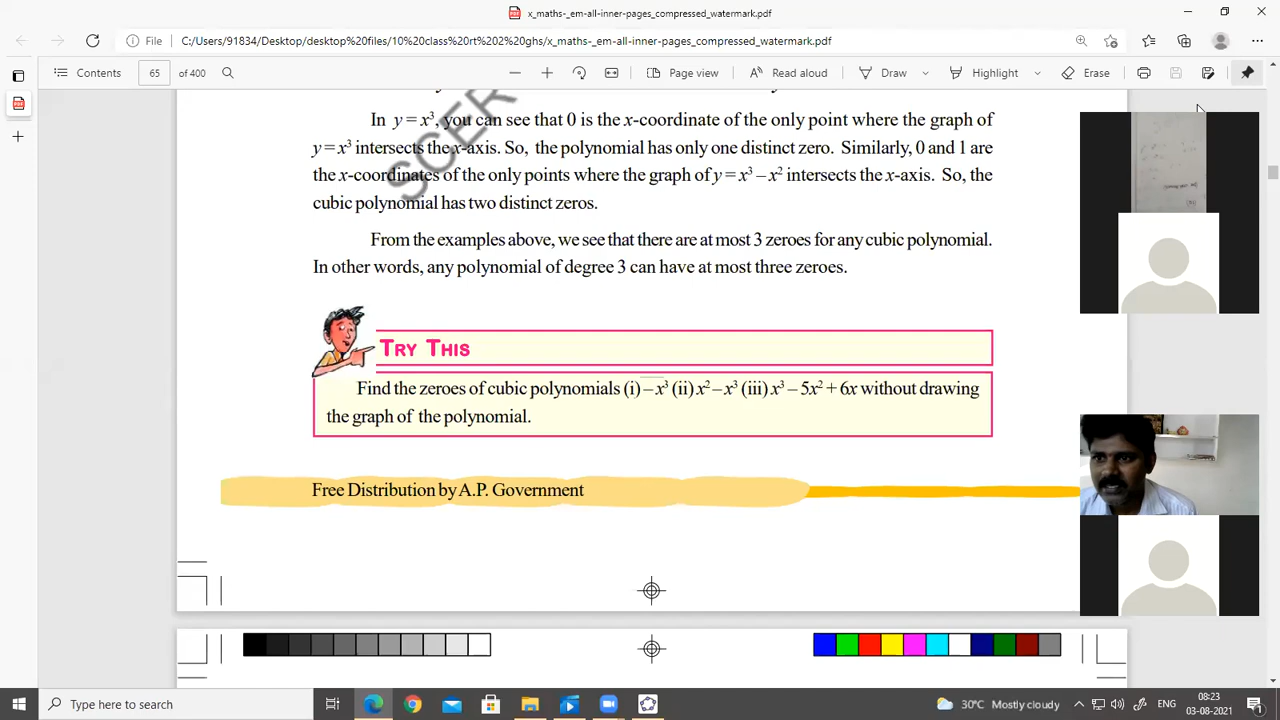 x_maths-_em-all-inner-pages_compressed_watermark.pdf
File C:/Users/91834/Desktop/desktop%20files/10%20class%20rt%202%20ghs/x_maths-_em-all-inner-pages_compressed_watermark.pdf
Contents 65 of 400 Page view Read aloud Draw Highlight Erase
SCER
In y = x³, you can see that 0 is the x-coordinate of the only point where the graph of
y = x³ intersects the x-axis. So, the polynomial has only one distinct zero. Similarly, 0 and 1 are
the x-coordinates of the only points where the graph of y = x³ – x² intersects the x-axis. So, the
cubic polynomial has two distinct zeros.
From the examples above, we see that there are at most 3 zeroes for any cubic polynomial.
In other words, any polynomial of degree 3 can have at most three zeroes.
TRY THIS
Find the zeroes of cubic polynomials (i) – x³ (ii) x² – x³ (iii) x³ – 5x² + 6x without drawing
the graph of the polynomial.
Free Distribution by A.P. Government
Type here to search
30°C Mostly cloudy
ENG
08:23
03-08-2021